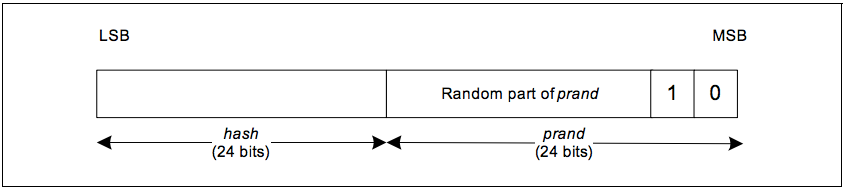 LSB MSB
Random part of prand 1 0
hash prand
(24 bits) (24 bits)